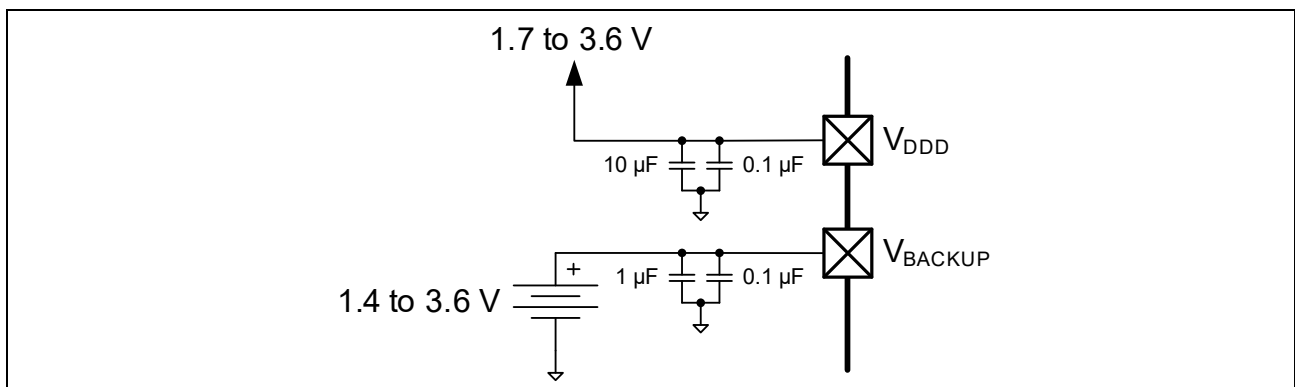 1.7 to 3.6 V
VDDD
10 µF 0.1 µF
VBACKUP
+
1 µF 0.1 µF
1.4 to 3.6 V